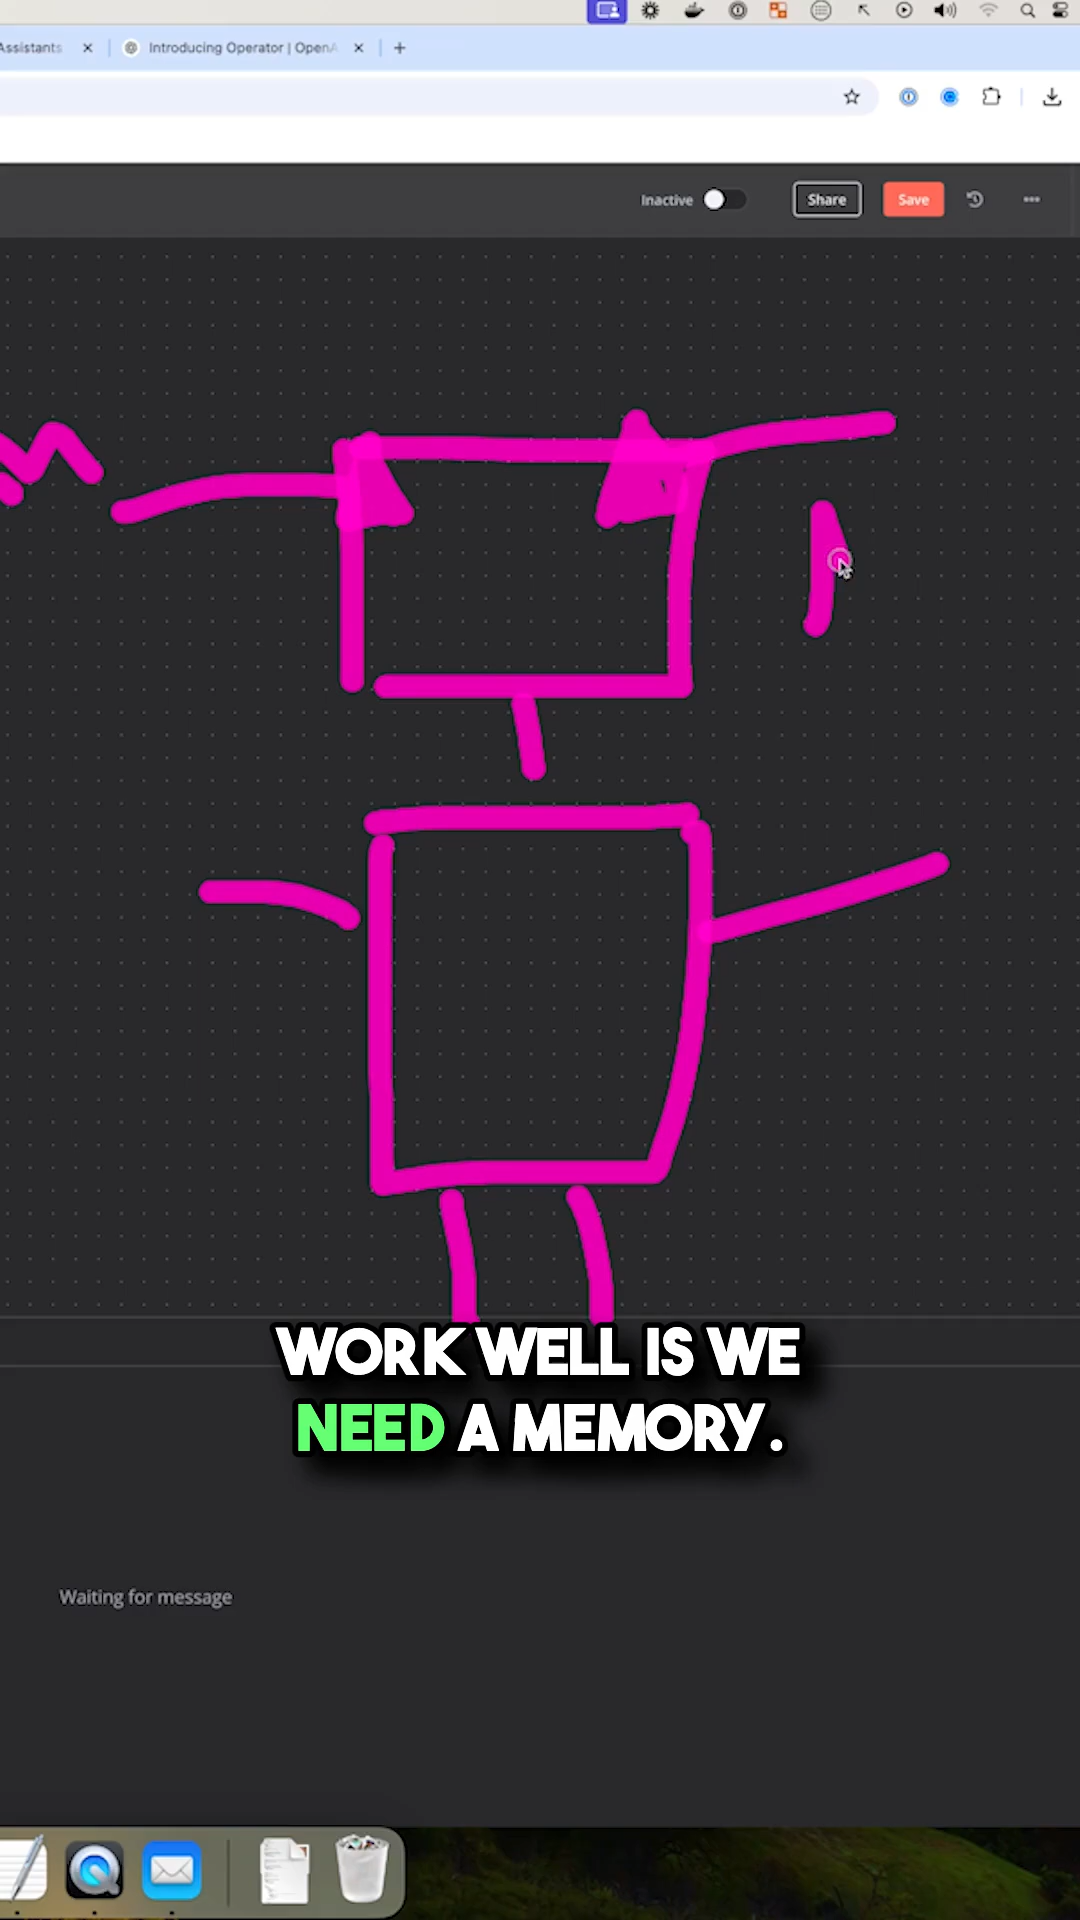 Assistants
Introducing Operator | OpenA
Inactive
Share
Save
M
WORK WELL IS WE
NEED A MEMORY.
Waiting for message